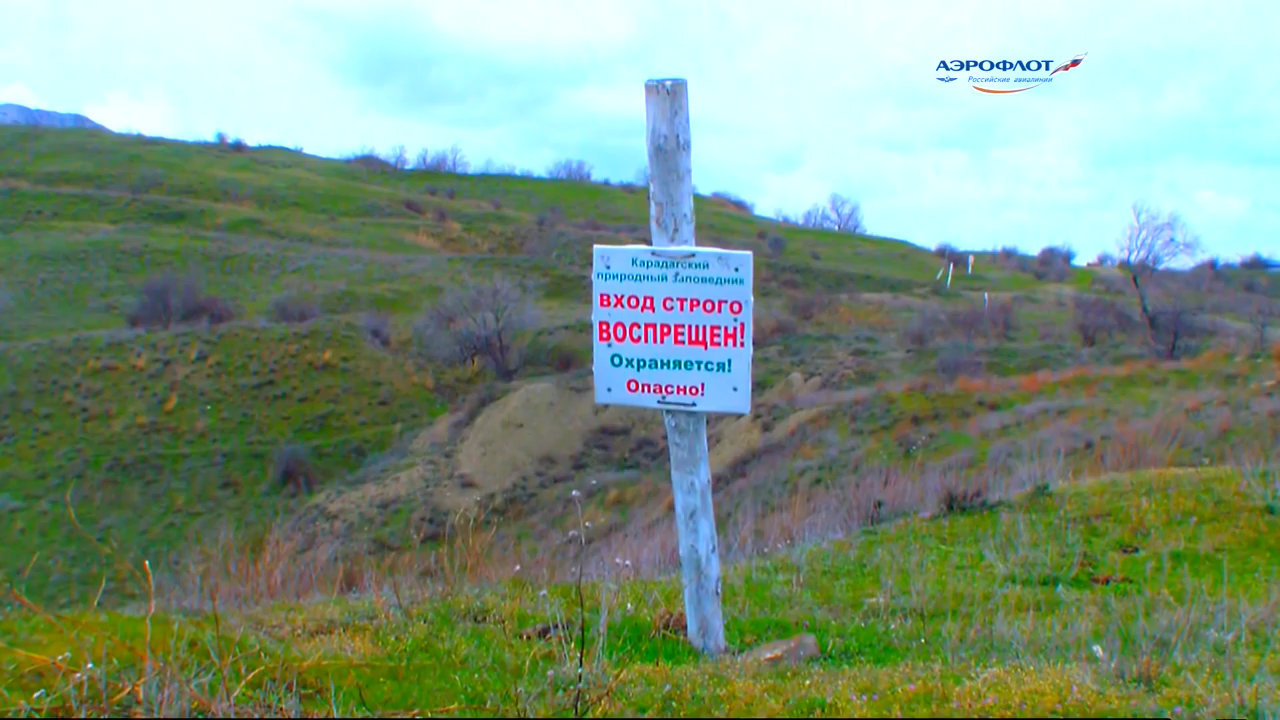 АЭРОФЛОТ
Российские авиалинии
Карадагский
природный заповедник
ВХОД СТРОГО
ВОСПРЕЩЕН!
Охраняется!
Опасно!